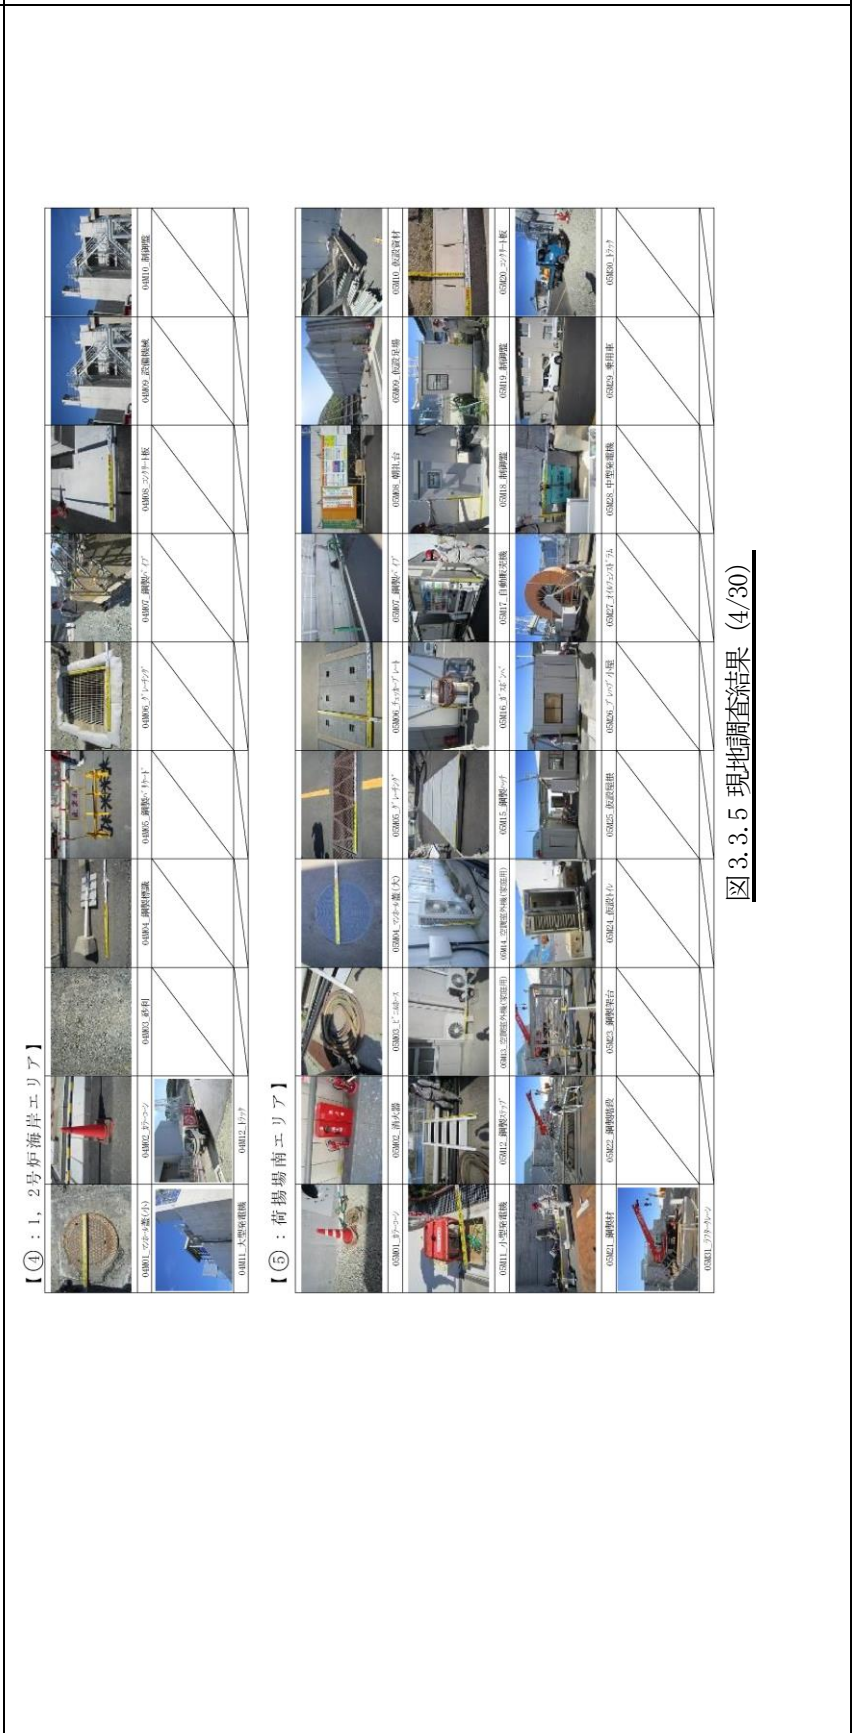 【④：1，2号炉海岸エリア】
04M01_マンホール蓋(小)
04M02_カラーコーン
04M03_砂利
04M04_鋼製標識
04M05_鋼製バリケード
04M06_グレーチング
04M07_鋼製パイプ
04M08_コンクリート板
04M09_設備機械
04M10_制御盤
04M11_大型発電機
04M12_トラック
【⑤：荷揚場南エリア】
05M01_カラーコーン
05M02_消火器
05M03_ビニルホース
05M04_マンホール蓋(大)
05M05_グレーチング
05M06_チェッカープレート
05M07_鋼製パイプ
05M08_朝礼台
05M09_仮設足場
05M10_仮設資材
05M11_小型発電機
05M12_鋼製ステップ
05M13_空調室外機(家庭用)
05M14_空調室外機(家庭用)
05M15_鋼製ハッチ
05M16_ガスボンベ
05M17_自動販売機
05M18_制御盤
05M19_制御盤
05M20_コンクリート板
05M21_鋼製材
05M22_鋼製階段
05M23_鋼製架台
05M24_仮設トイレ
05M25_仮設屋根
05M26_プレハブ小屋
05M27_オイルフェンスドラム
05M28_中型発電機
05M29_乗用車
05M30_トラック
05M31_ラフタークレーン
図 3.3.5 現地調査結果（4/30）